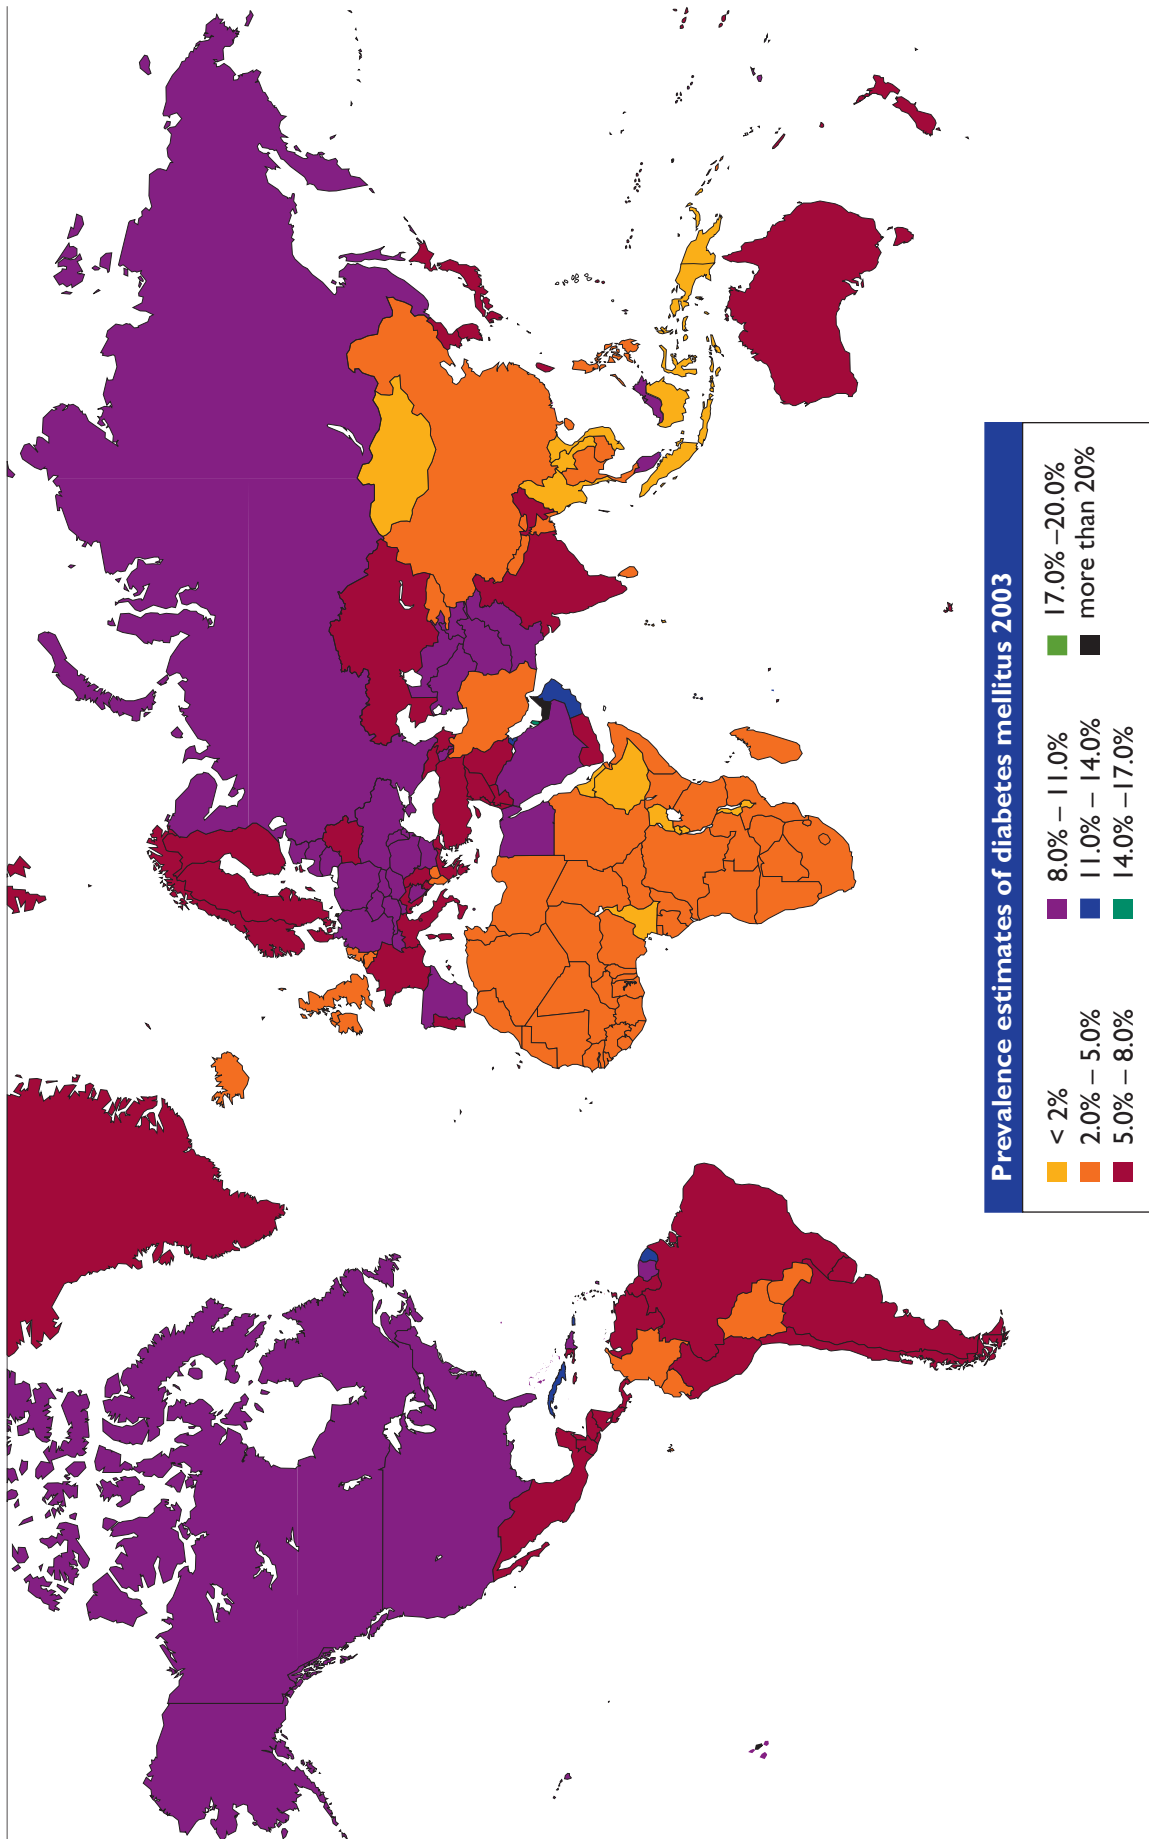 Prevalence estimates of diabetes mellitus 2003
< 2%
2.0% – 5.0%
5.0% – 8.0%
8.0% – 11.0%
11.0% – 14.0%
14.0% –17.0%
17.0% –20.0%
more than 20%